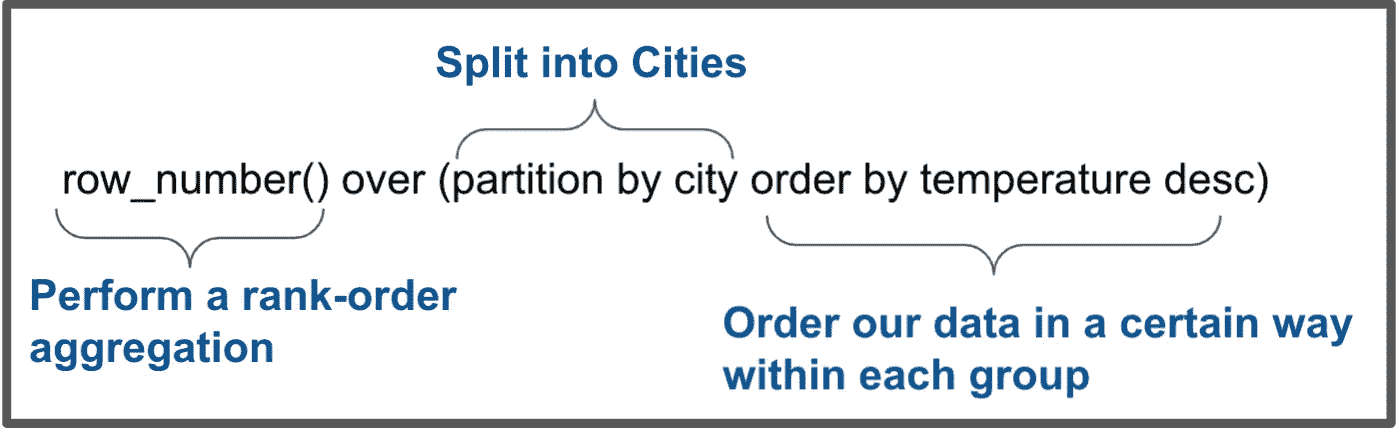 Split into Cities
row_number() over (partition by city order by temperature desc)
Perform a rank-order
aggregation
Order our data in a certain way
within each group